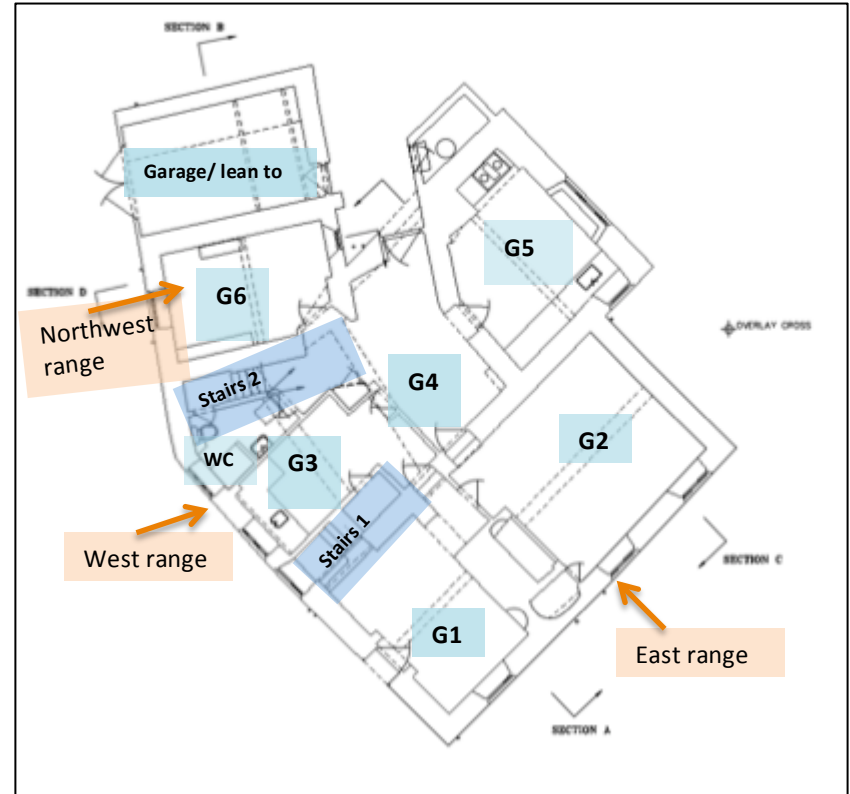 SECTION B
Garage/ lean to
G5
SECTION D
G6
Northwest
range
OVERLAY CROSS
Stairs 2
G4
G2
WC
G3
Stairs 1
West range
SECTION C
G1
East range
SECTION A